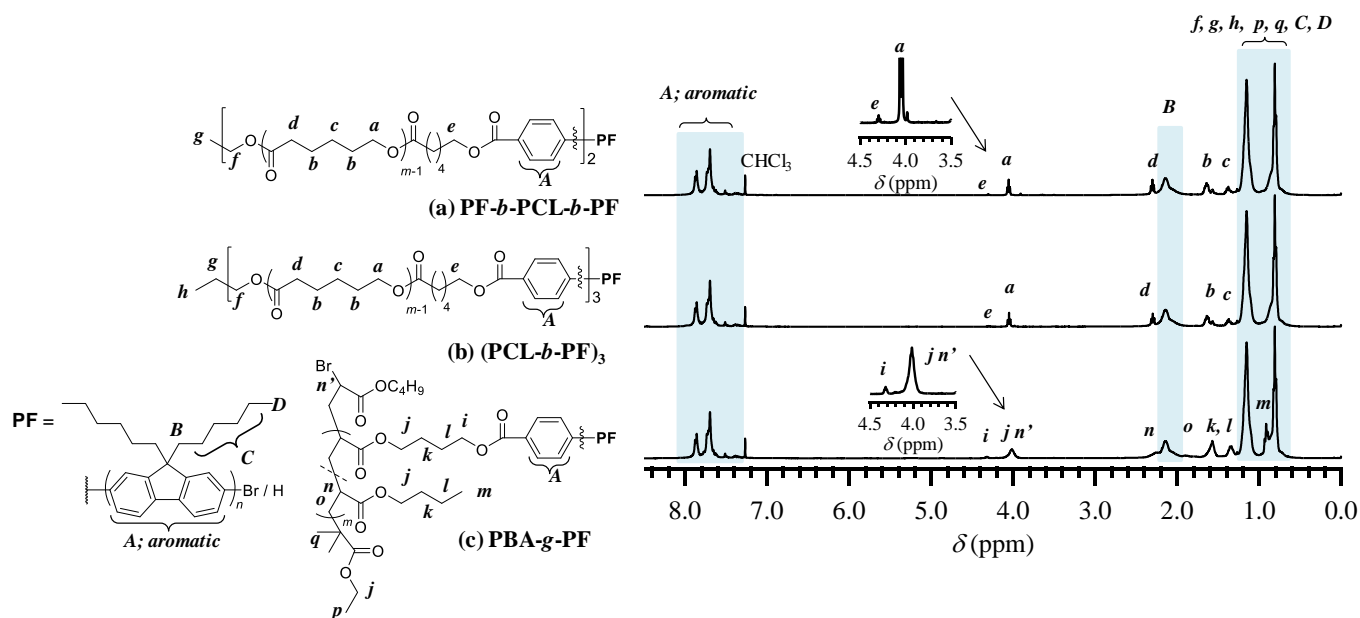 f, g, h, p, q, C, D
a
A; aromatic
e
B
g d c a e O
O O O O PF
f O b b m-1 4 2
A
4.5 4.0 3.5
δ (ppm)
CHCl3
e a d b c
(a) PF-b-PCL-b-PF
g d c a e O
h O O O O PF
f O b b m-1 4 3
A
a d b c
e
(b) (PCL-b-PF)3
Br
n'
OC4H9
O
j n'
i
4.5 4.0 3.5
δ (ppm)
PF =
D
B
C
Br / H
n
A; aromatic
j l i O
O O PF
O k A
n j
o O l m
m O k
q O
O
j
p
(c) PBA-g-PF
i j n' n o k, l m
8.0 7.0 6.0 5.0 4.0 3.0 2.0 1.0 0.0
δ (ppm)